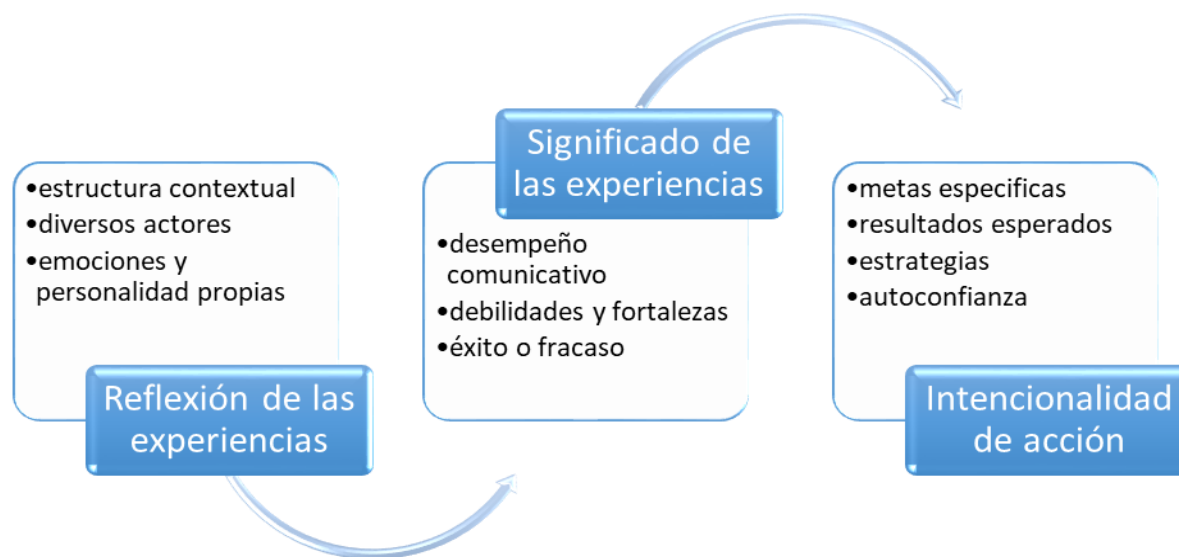 •estructura contextual
•diversos actores
•emociones y
personalidad propias
Reflexión de las
experiencias
Significado de
las experiencias
•desempeño
comunicativo
•debilidades y fortalezas
•éxito o fracaso
•metas especificas
•resultados esperados
•estrategias
•autoconfianza
Intencionalidad
de acción